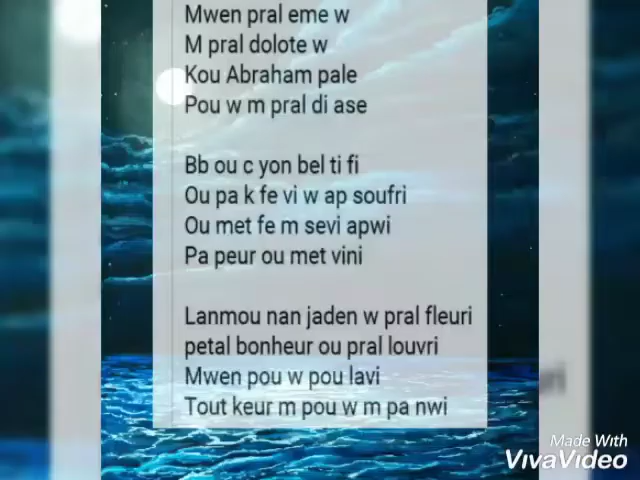 Mwen pral eme w
M pral dolote w
Kou Abraham pale
Pou w m pral di ase
Bb ou c yon bel ti fi
Ou pa k fe vi w ap soufri
Ou met fe m sevi apwi
Pa peur ou met vini
Lanmou nan jaden w pral fleuri
petal bonheur ou pral louvri
Mwen pou w pou lavi
Tout keur m pou w m pa nwi
Made With
VivaVideo